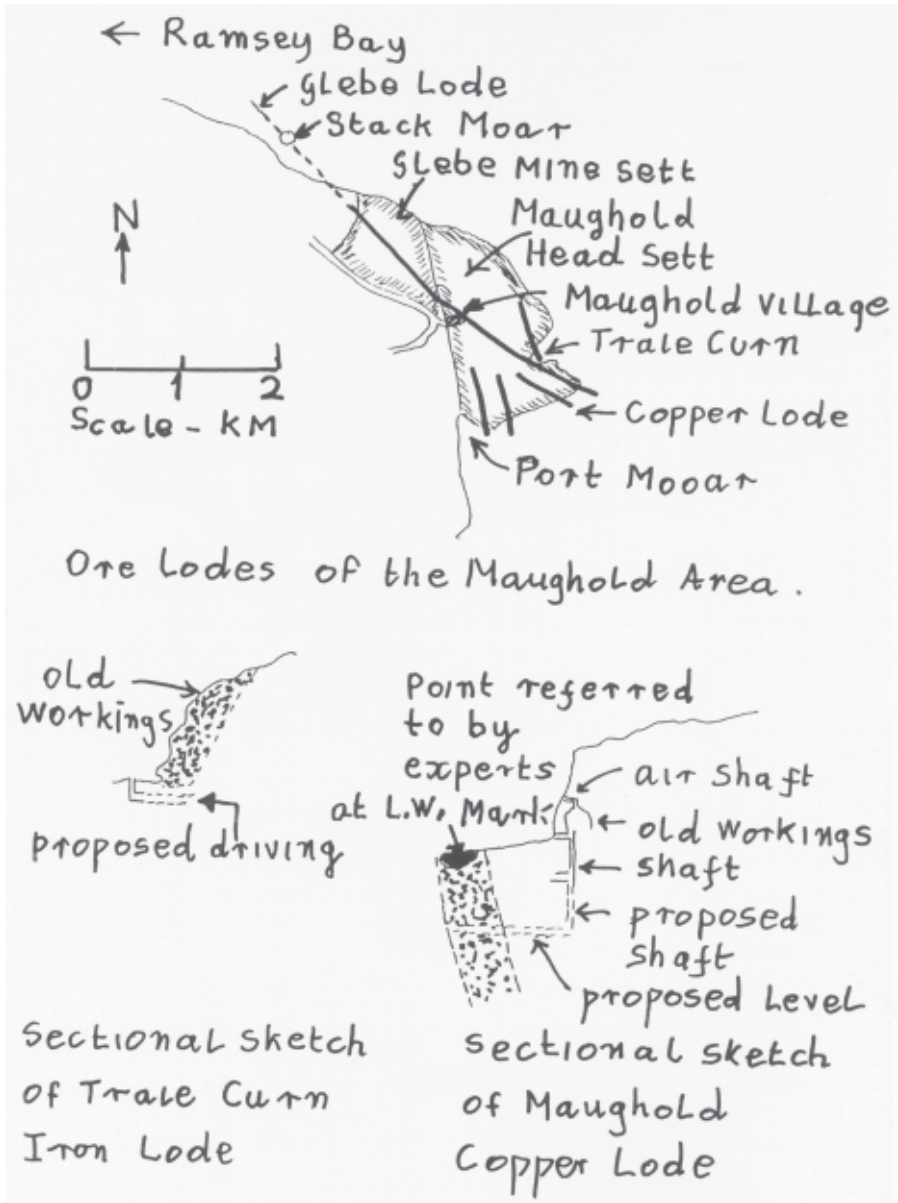 ← Ramsey Bay
Glebe Lode
Stack Moar
Glebe Mine Sett
Maughold
Head Sett
Maughold Village
Trale Curn
Copper Lode
Port Mooar
N
0 1 2
Scale - KM
Ore Lodes of the Maughold Area.
Old
Workings
proposed driving
Point referred
to by
experts
at L.W. Mark
air shaft
old workings
shaft
proposed
shaft
proposed Level
Sectional Sketch
of Trale Curn
Iron Lode
Sectional Sketch
of Maughold
Copper Lode